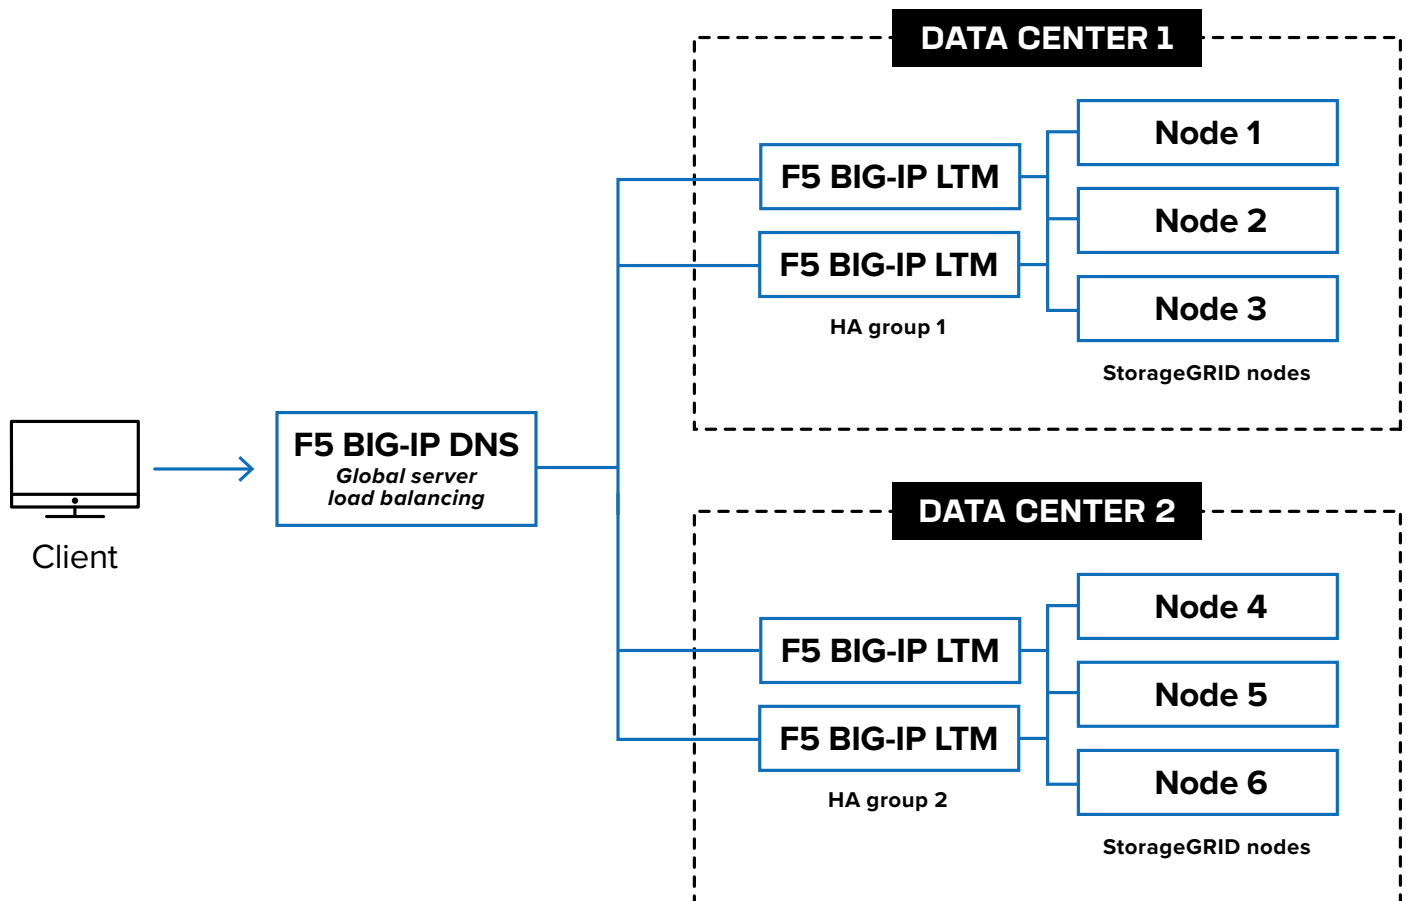 DATA CENTER 1
F5 BIG-IP LTM
F5 BIG-IP LTM
HA group 1
Node 1
Node 2
Node 3
StorageGRID nodes
Client
F5 BIG-IP DNS
Global server
load balancing
DATA CENTER 2
F5 BIG-IP LTM
F5 BIG-IP LTM
HA group 2
Node 4
Node 5
Node 6
StorageGRID nodes